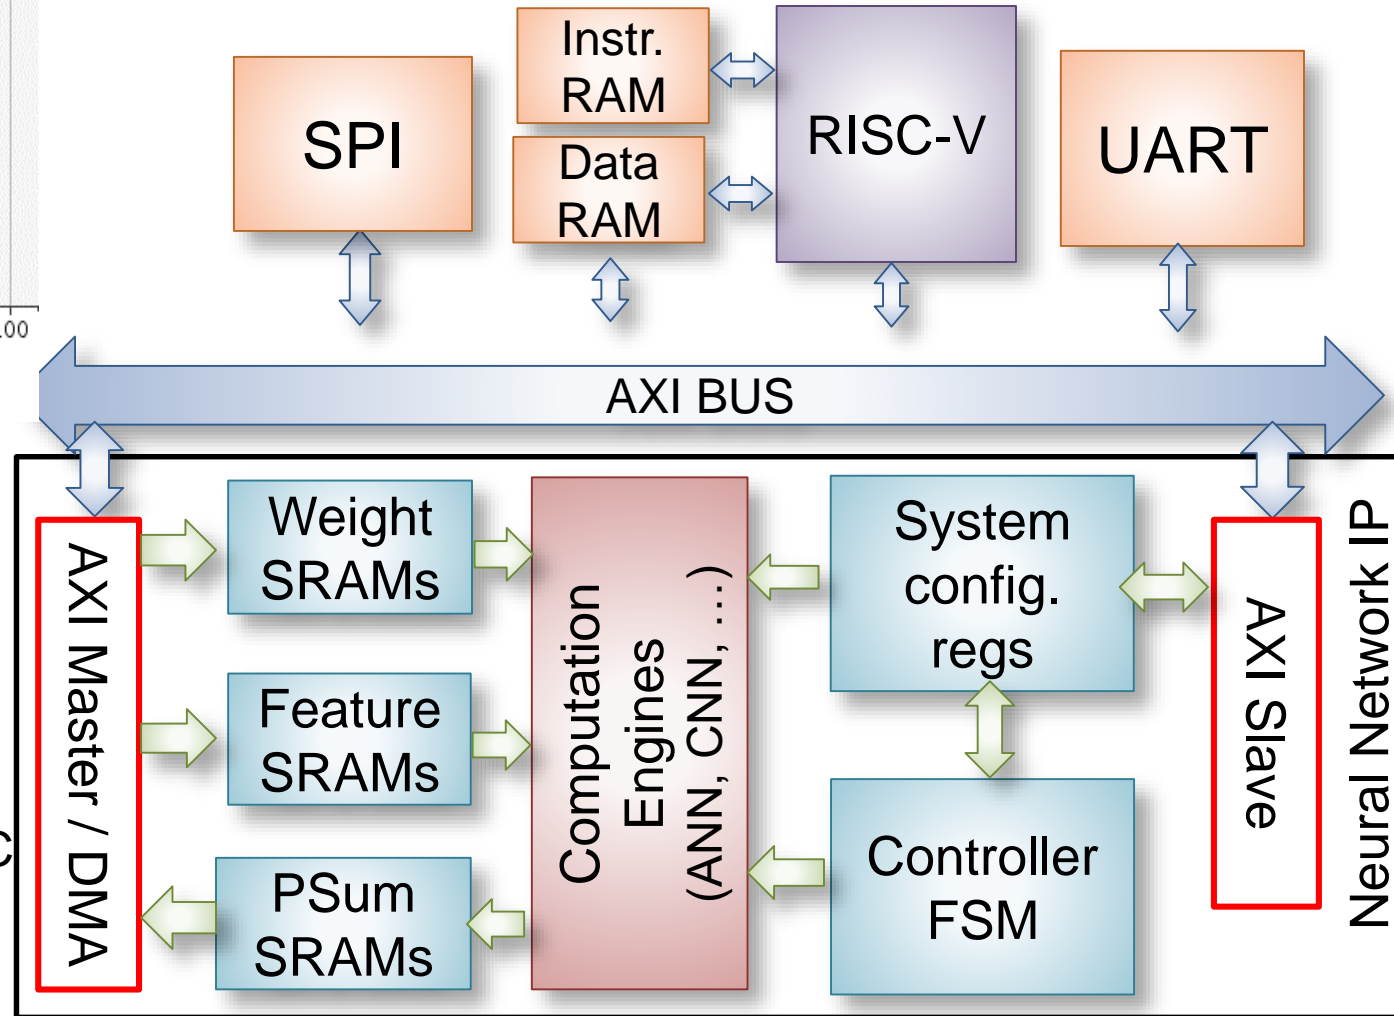 Instr.
RAM
SPI
Data
RAM
RISC-V
UART
.00
AXI BUS
AXI Master / DMA
Weight
SRAMs
Feature
SRAMs
PSum
SRAMs
Computation
Engines
(ANN, CNN, …)
System
config.
regs
Controller
FSM
AXI Slave
Neural Network IP
C